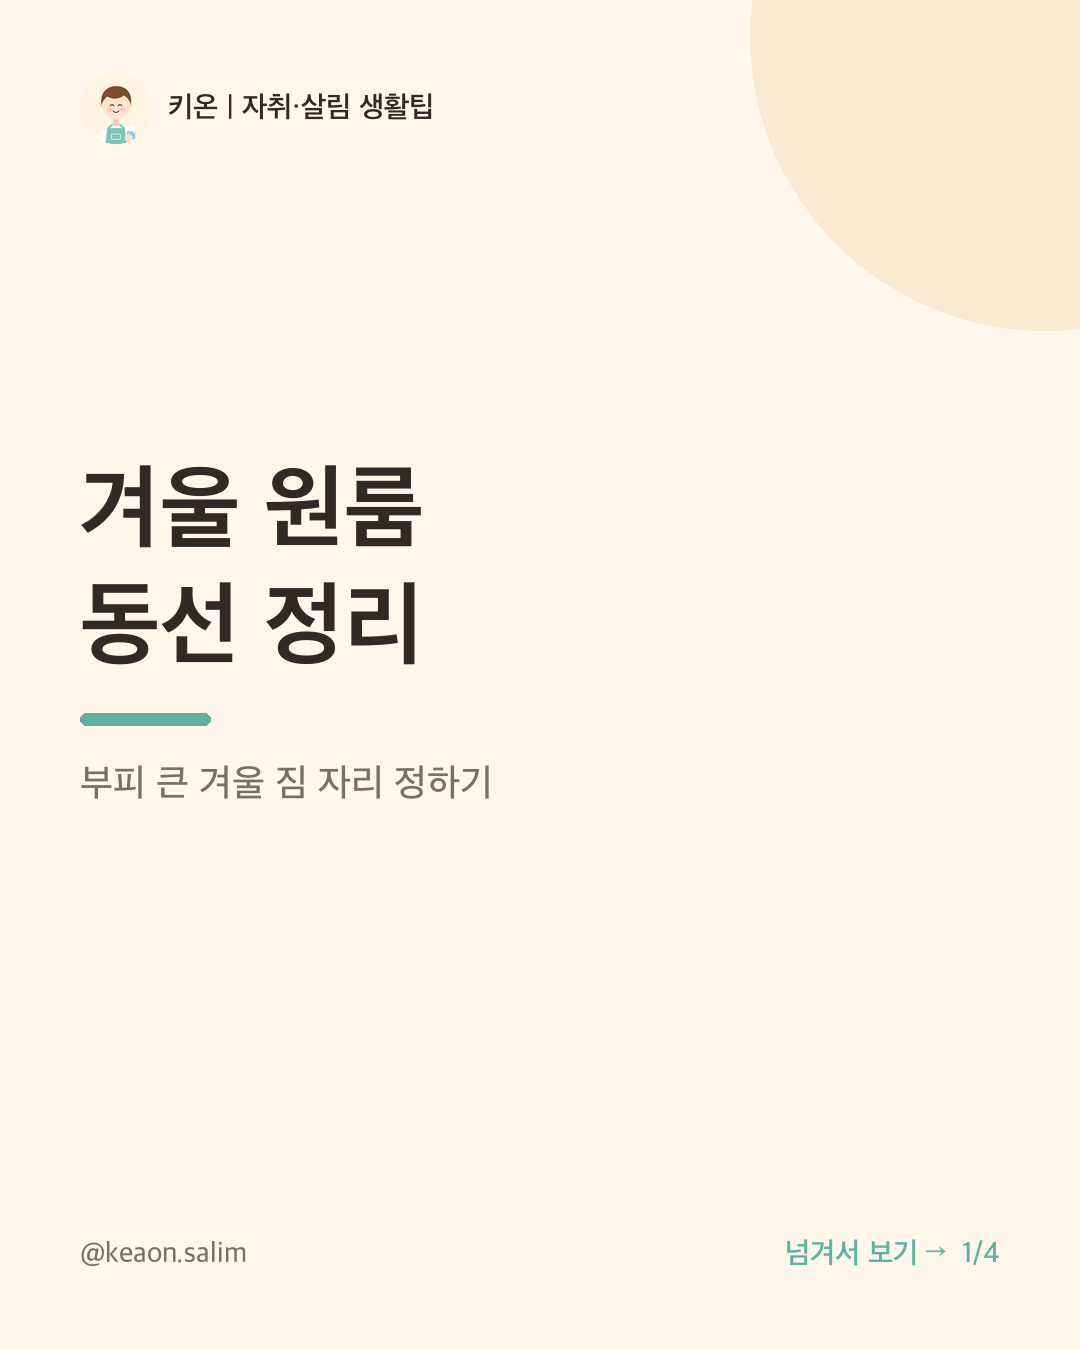 키온 | 자취·살림 생활팁
겨울 원룸
동선 정리
부피 큰 겨울 짐 자리 정하기
@keaon.salim
넘겨서 보기 → 1/4